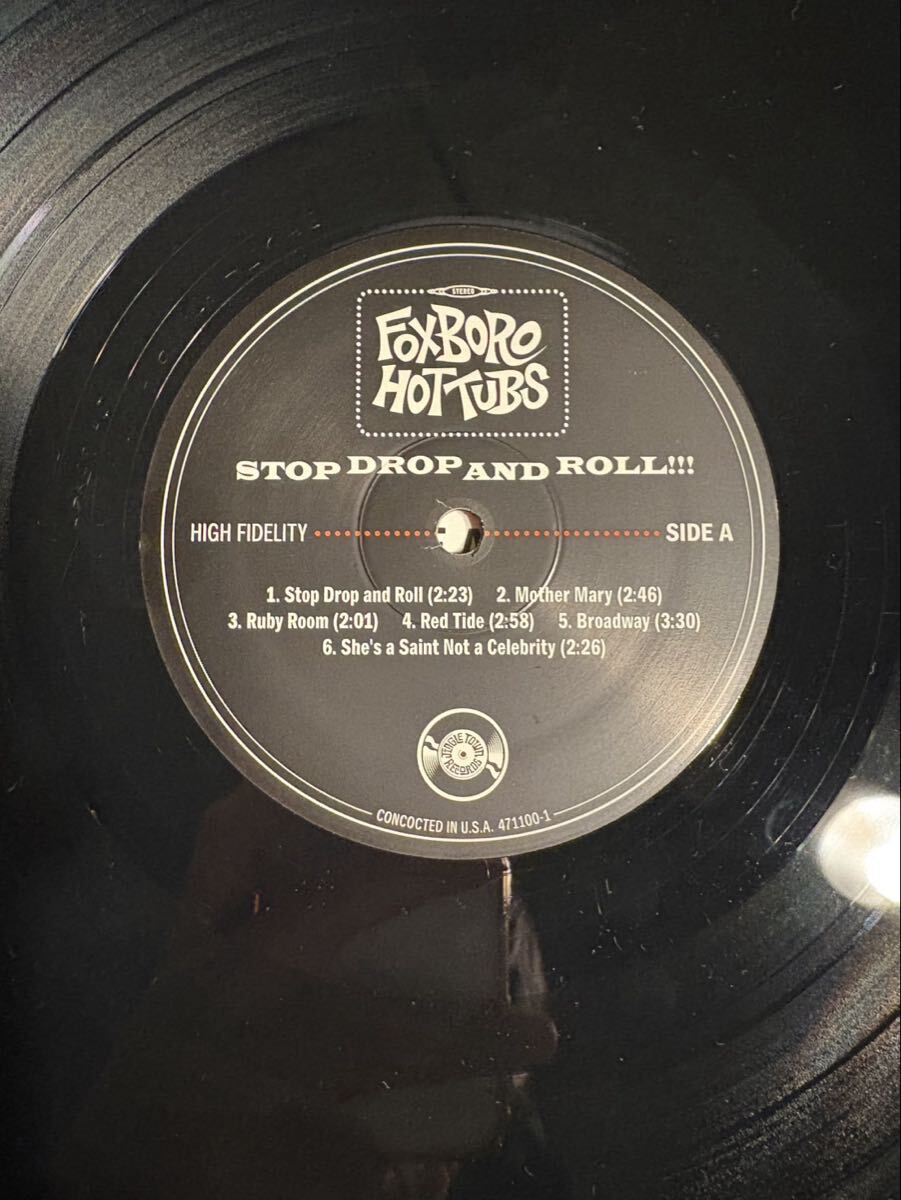 STEREO
FOXBORO
HOT TUBS
STOP DROP AND ROLL!!!
HIGH FIDELITY SIDE A
1. Stop Drop and Roll (2:23) 2. Mother Mary (2:46)
3. Ruby Room (2:01) 4. Red Tide (2:58) 5. Broadway (3:30)
6. She's a Saint Not a Celebrity (2:26)
JINGLE TOWN
RECORDS
CONCOCTED IN U.S.A. 471100-1